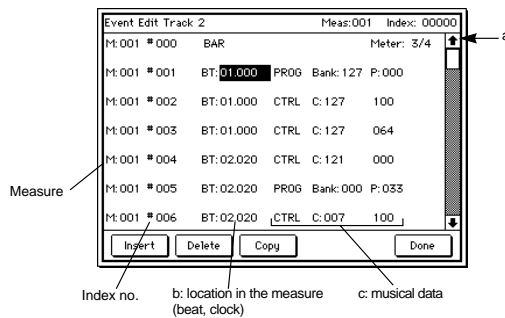 Event Edit Track 2 Meas:001 Index: 00000
M:001 #000 BAR Meter: 3/4
M:001 #001 BT:01.000 PROG Bank:127 P:000
M:001 #002 BT:01.000 CTRL C:127 100
M:001 #003 BT:01.000 CTRL C:127 064
M:001 #004 BT:02.020 CTRL C:121 000
M:001 #005 BT:02.020 PROG Bank:000 P:033
M:001 #006 BT:02.020 CTRL C:007 100
Insert Delete Copy Done
a
Measure
Index no.
b: location in the measure
(beat, clock)
c: musical data